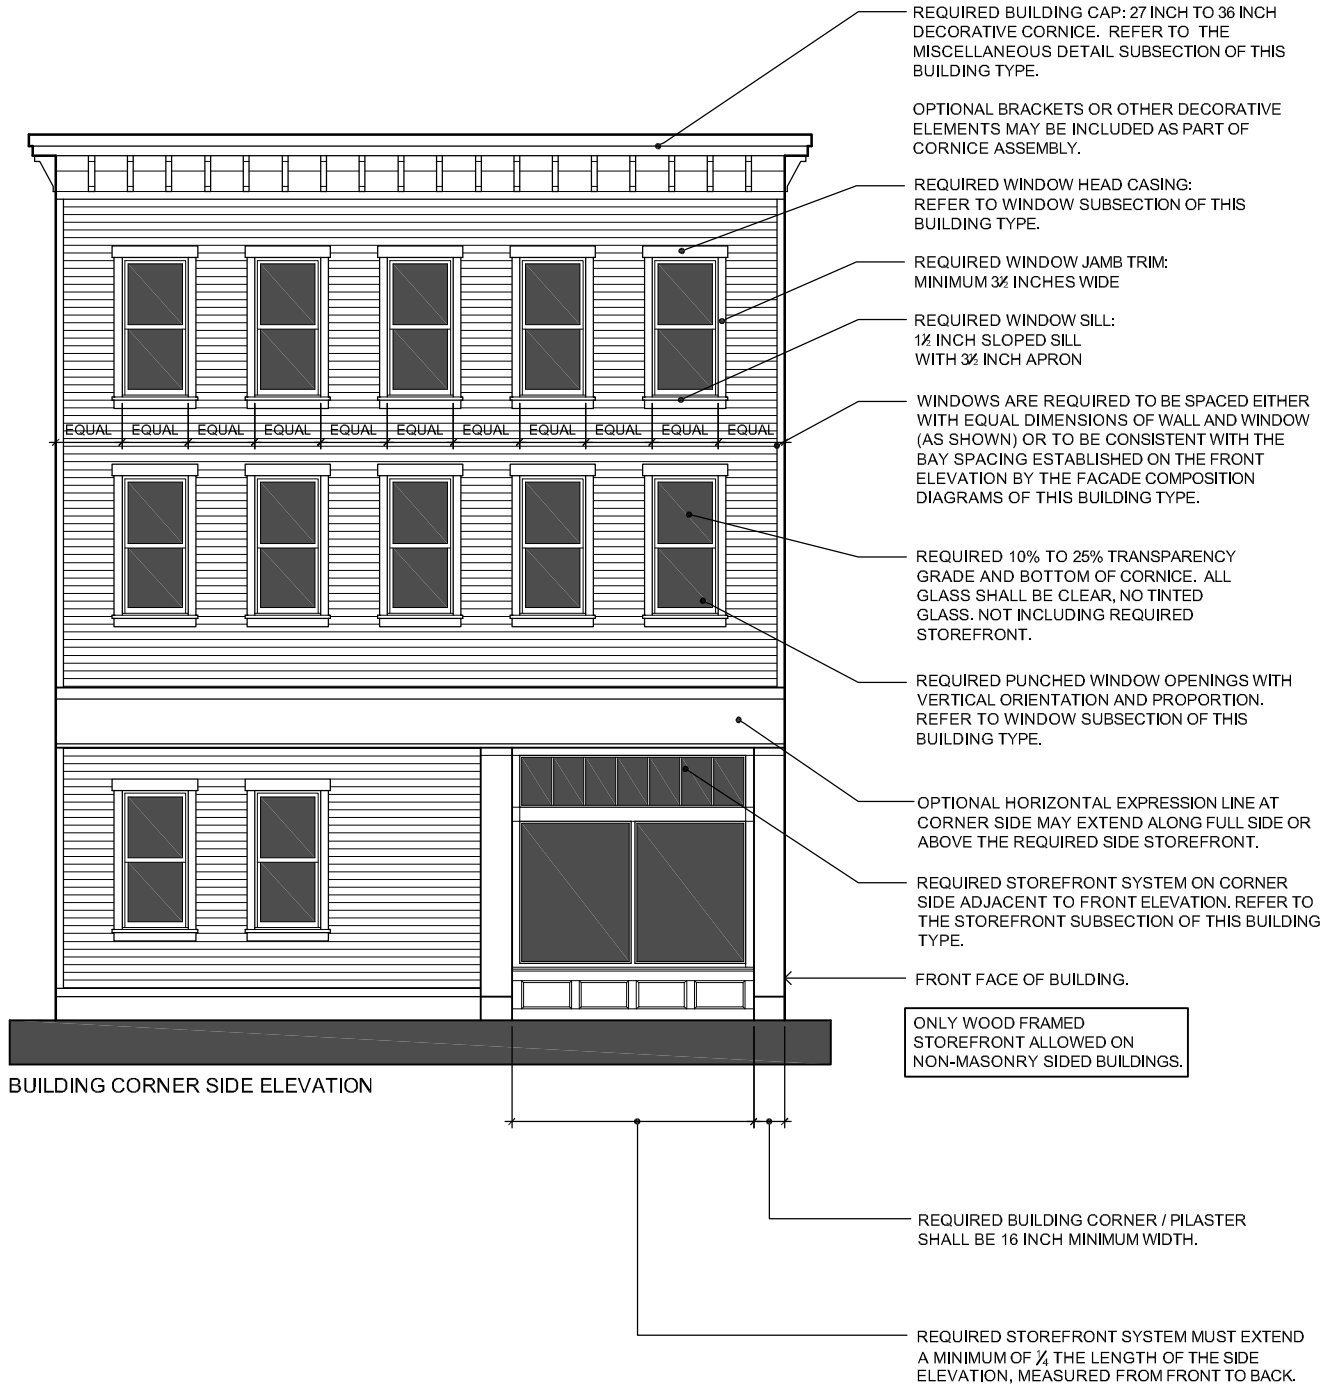 REQUIRED BUILDING CAP: 27 INCH TO 36 INCH
DECORATIVE CORNICE. REFER TO THE
MISCELLANEOUS DETAIL SUBSECTION OF THIS
BUILDING TYPE.
OPTIONAL BRACKETS OR OTHER DECORATIVE
ELEMENTS MAY BE INCLUDED AS PART OF
CORNICE ASSEMBLY.
REQUIRED WINDOW HEAD CASING:
REFER TO WINDOW SUBSECTION OF THIS
BUILDING TYPE.
REQUIRED WINDOW JAMB TRIM:
MINIMUM 3½ INCHES WIDE
REQUIRED WINDOW SILL:
1½ INCH SLOPED SILL
WITH 3½ INCH APRON
WINDOWS ARE REQUIRED TO BE SPACED EITHER
WITH EQUAL DIMENSIONS OF WALL AND WINDOW
(AS SHOWN) OR TO BE CONSISTENT WITH THE
BAY SPACING ESTABLISHED ON THE FRONT
ELEVATION BY THE FACADE COMPOSITION
DIAGRAMS OF THIS BUILDING TYPE.
EQUAL EQUAL EQUAL EQUAL EQUAL EQUAL EQUAL EQUAL EQUAL EQUAL EQUAL
REQUIRED 10% TO 25% TRANSPARENCY
GRADE AND BOTTOM OF CORNICE. ALL
GLASS SHALL BE CLEAR, NO TINTED
GLASS. NOT INCLUDING REQUIRED
STOREFRONT.
REQUIRED PUNCHED WINDOW OPENINGS WITH
VERTICAL ORIENTATION AND PROPORTION.
REFER TO WINDOW SUBSECTION OF THIS
BUILDING TYPE.
OPTIONAL HORIZONTAL EXPRESSION LINE AT
CORNER SIDE MAY EXTEND ALONG FULL SIDE OR
ABOVE THE REQUIRED SIDE STOREFRONT.
REQUIRED STOREFRONT SYSTEM ON CORNER
SIDE ADJACENT TO FRONT ELEVATION. REFER TO
THE STOREFRONT SUBSECTION OF THIS BUILDING
TYPE.
FRONT FACE OF BUILDING.
ONLY WOOD FRAMED
STOREFRONT ALLOWED ON
NON-MASONRY SIDED BUILDINGS.
BUILDING CORNER SIDE ELEVATION
REQUIRED BUILDING CORNER / PILASTER
SHALL BE 16 INCH MINIMUM WIDTH.
REQUIRED STOREFRONT SYSTEM MUST EXTEND
A MINIMUM OF ¼ THE LENGTH OF THE SIDE
ELEVATION, MEASURED FROM FRONT TO BACK.